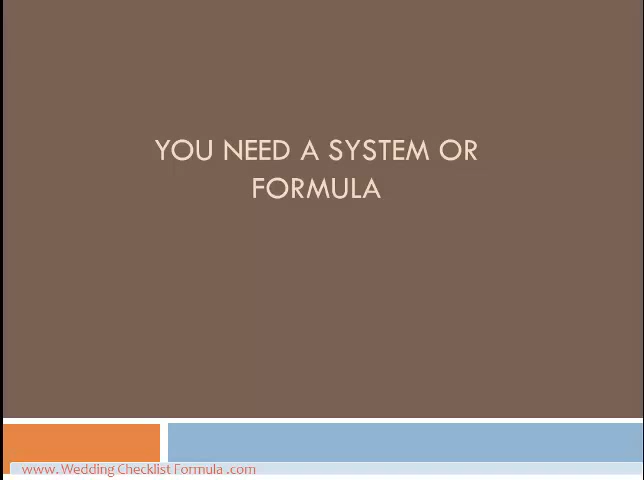 YOU NEED A SYSTEM OR
FORMULA
www.Wedding Checklist Formula .com